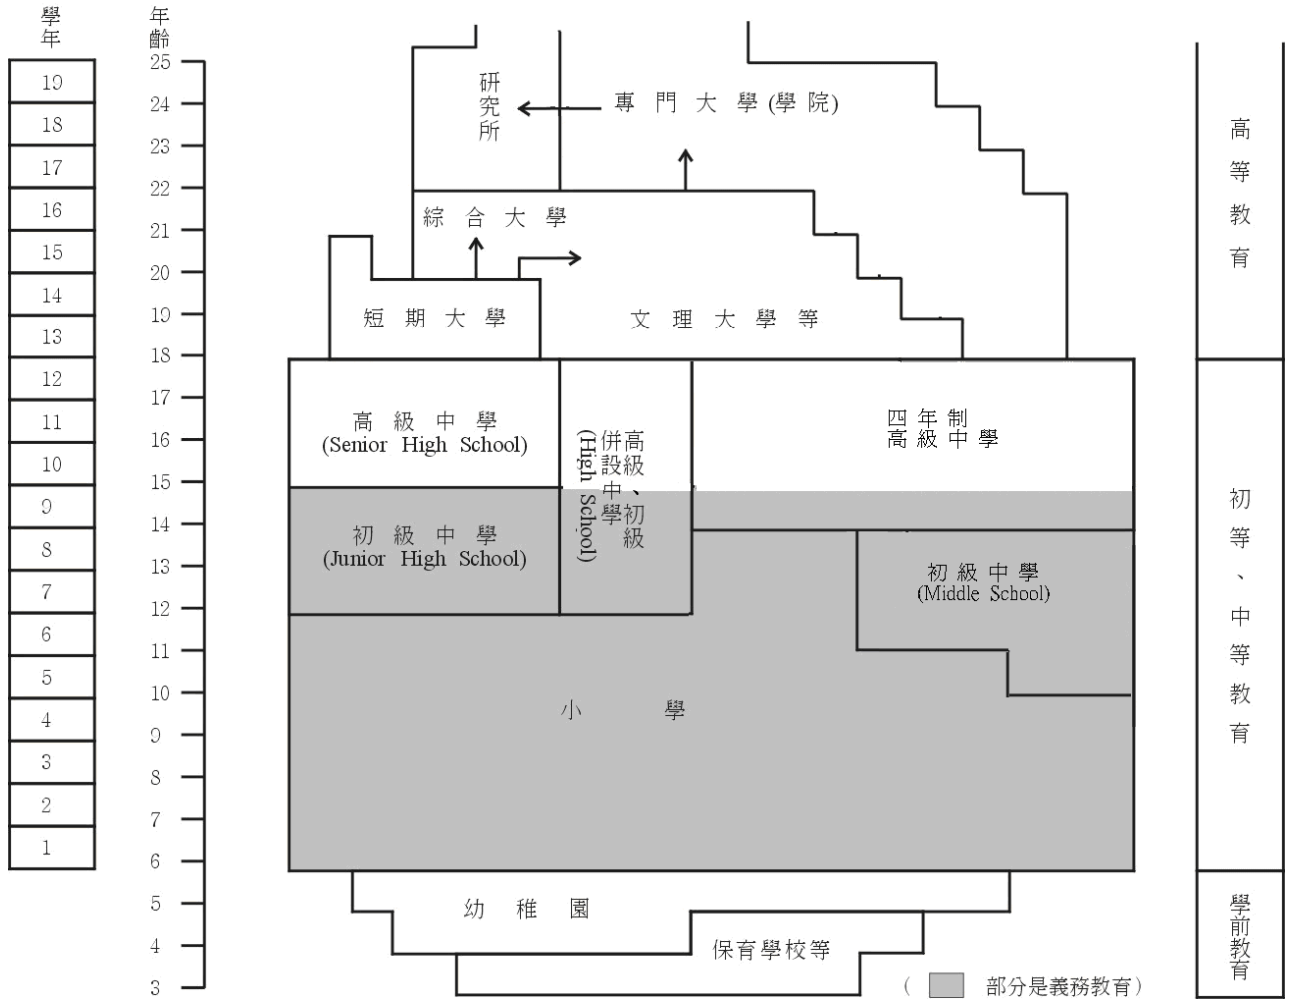 學年
年齡
19
18
17
16
15
14
13
12
11
10
9
8
7
6
5
4
3
2
1
25
24
23
22
21
20
19
18
17
16
15
14
13
12
11
10
9
8
7
6
5
4
3
研究所
專門大學(學院)
綜合大學
短期大學
文理大學等
高級中學
(Senior High School)
高級、初級
併設中學
(High School)
四年制
高級中學
初級中學
(Junior High School)
初級中學
(Middle School)
小學
幼稚園
保育學校等
高等教育
初等、中等教育
學前教育
( 部分是義務教育)